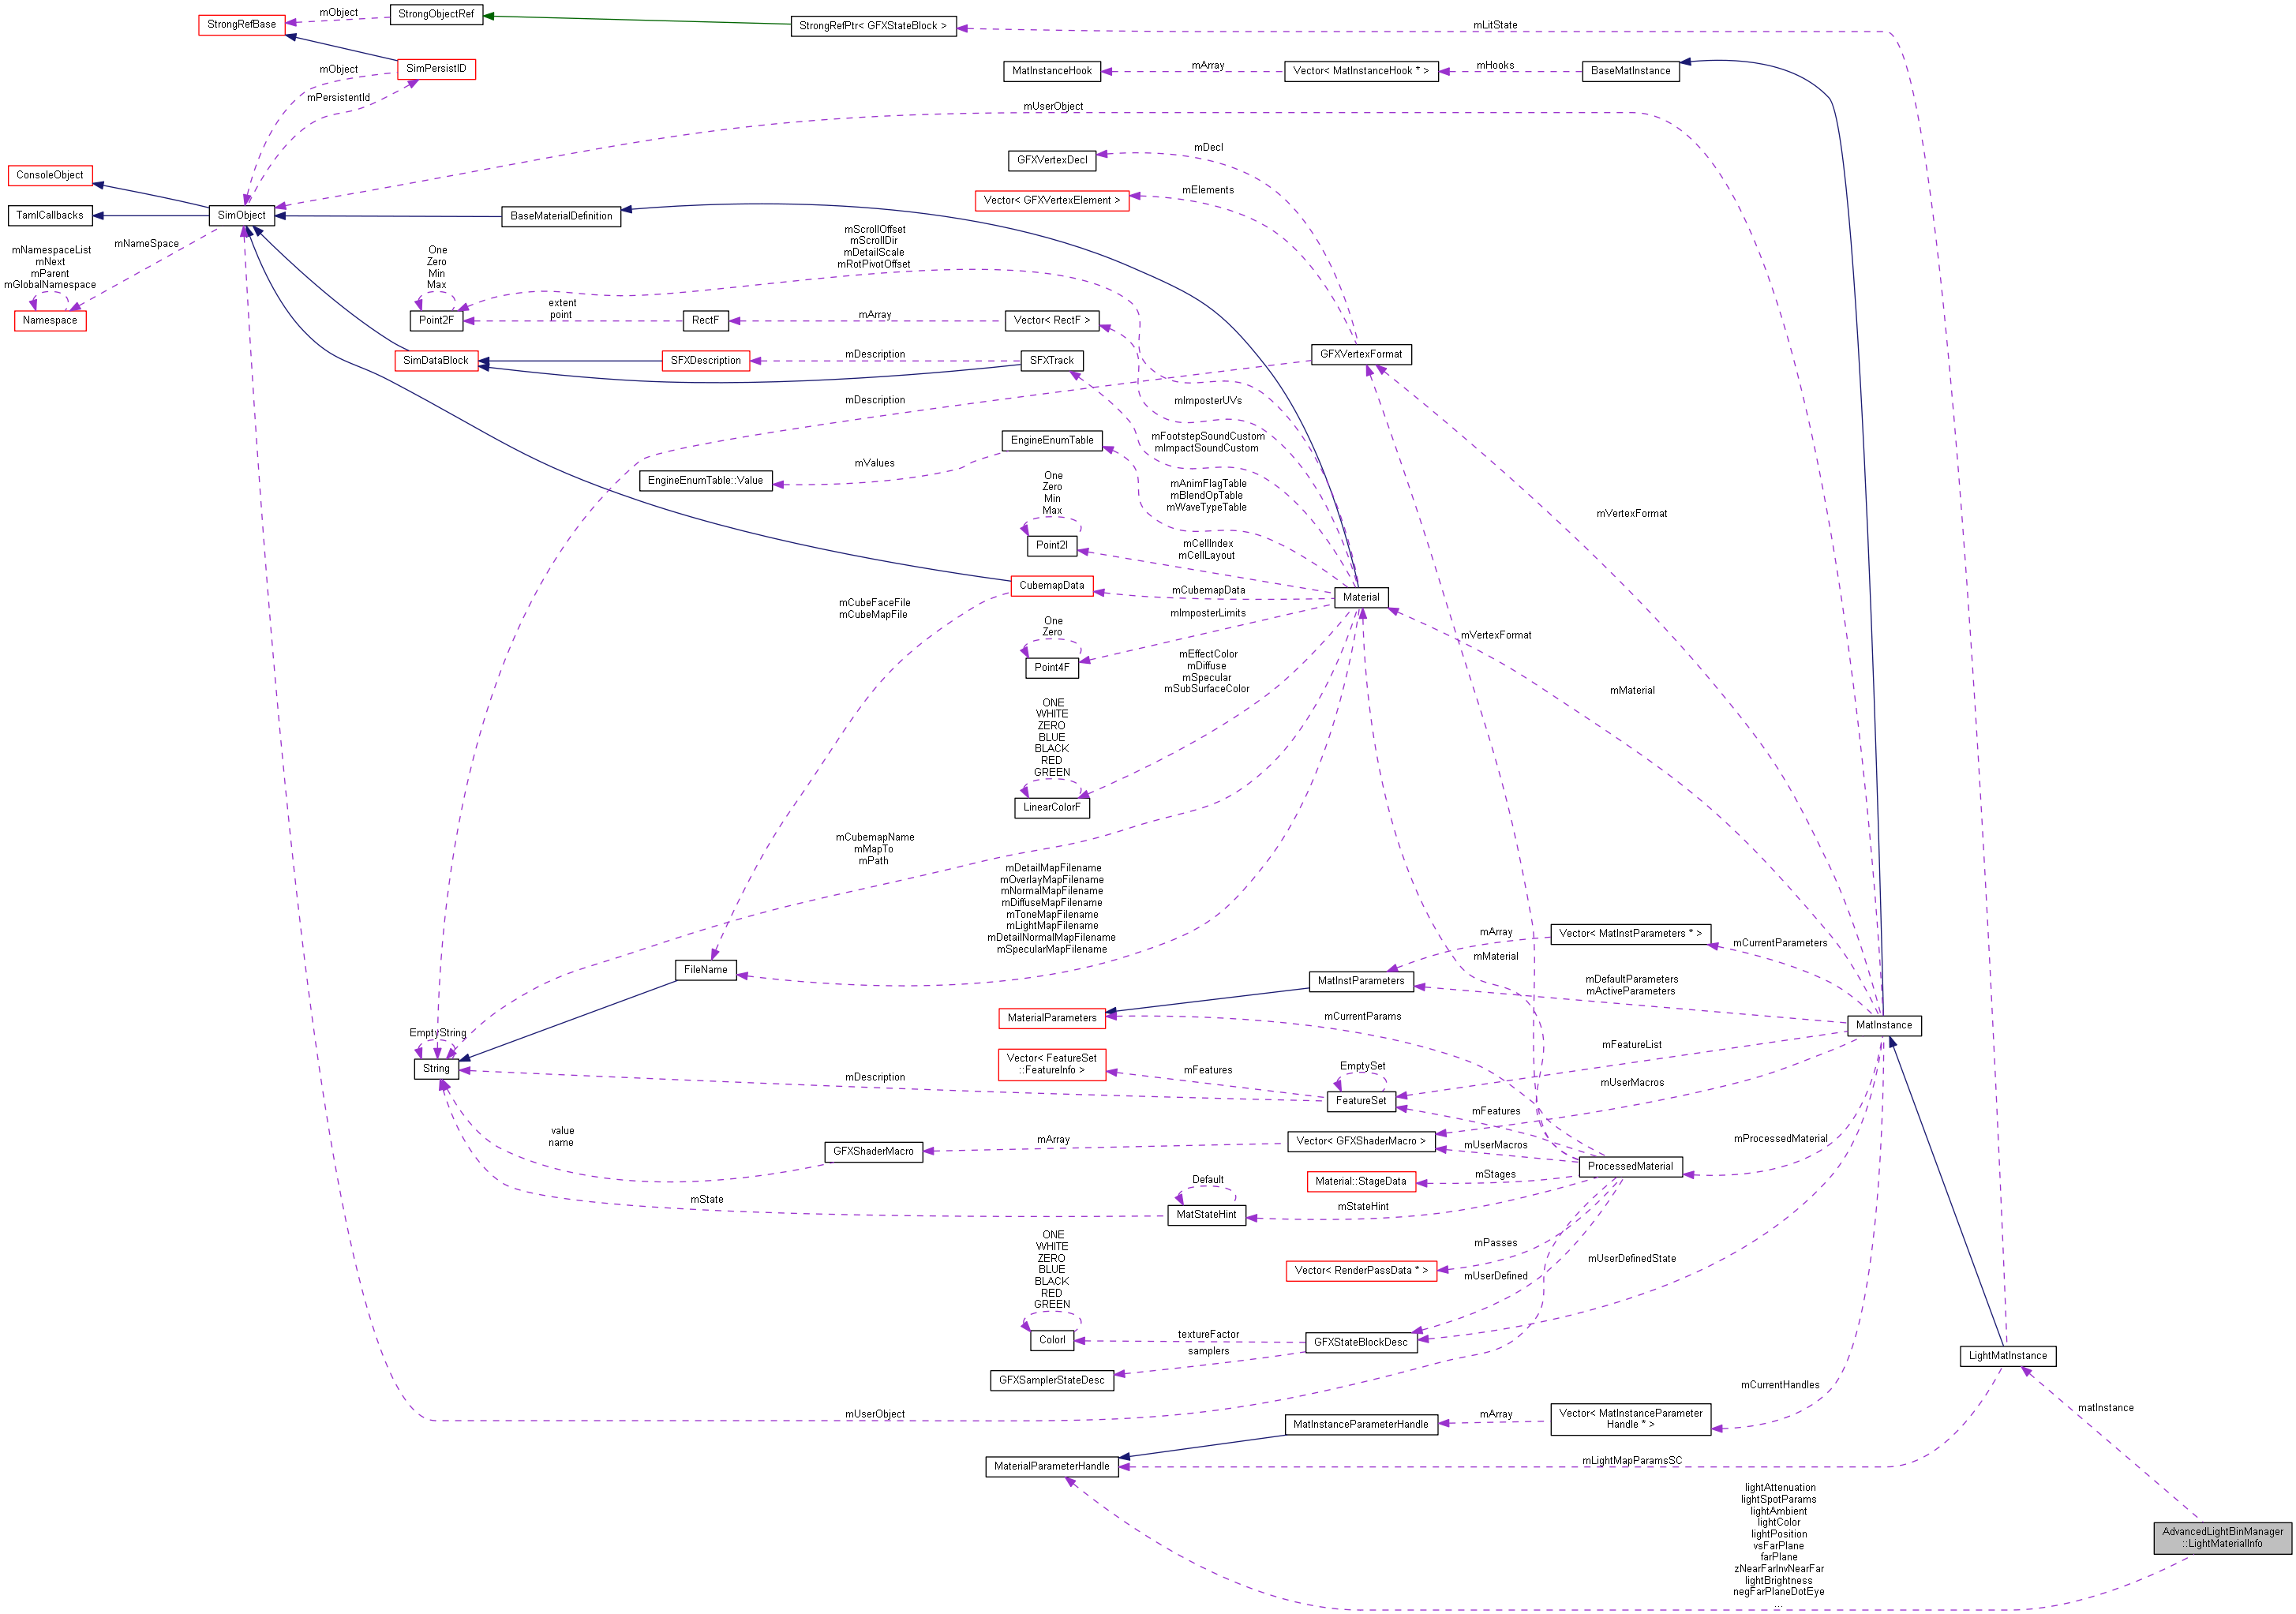 mObject
StrongObjectRef
StrongRefBase
StrongRefPtr< GFXStateBlock >
mLitState
SimPersistID
mObject
mPersistentId
MatInstanceHook
mArray
Vector< MatInstanceHook * >
mHooks
BaseMatInstance
mUserObject
GFXVertexDecl
mDecl
ConsoleObject
Vector< GFXVertexElement >
mElements
TamlCallbacks
SimObject
BaseMaterialDefinition
mNameSpace
mNamespaceList
mNext
mParent
mGlobalNamespace
Namespace
One
Zero
Min
Max
Point2F
mScrollOffset
mScrollDir
mDetailScale
mRotPivotOffset
extent
point
RectF
mArray
Vector< RectF >
SimDataBlock
SFXDescription
mDescription
SFXTrack
GFXVertexFormat
mDescription
mImposterUVs
mFootstepSoundCustom
mImpactSoundCustom
EngineEnumTable
mValues
EngineEnumTable::Value
mAnimFlagTable
mBlendOpTable
mWaveTypeTable
One
Zero
Min
Max
Point2I
mCellIndex
mCellLayout
mVertexFormat
CubemapData
mCubemapData
Material
mCubeFaceFile
mCubeMapFile
mImposterLimits
One
Zero
Point4F
mVertexFormat
mMaterial
mEffectColor
mDiffuse
mSpecular
mSubSurfaceColor
ONE
WHITE
ZERO
BLUE
BLACK
RED
GREEN
LinearColorF
mCubemapName
mMapTo
mPath
mDetailMapFilename
mOverlayMapFilename
mNormalMapFilename
mDiffuseMapFilename
mToneMapFilename
mLightMapFilename
mDetailNormalMapFilename
mSpecularMapFilename
FileName
mArray
Vector< MatInstParameters * >
mCurrentParameters
mMaterial
MatInstParameters
mDefaultParameters
mActiveParameters
MaterialParameters
mCurrentParams
MatInstance
EmptyString
String
mDescription
Vector< FeatureSet
::FeatureInfo >
mFeatures
EmptySet
FeatureSet
mFeatureList
mUserMacros
mFeatures
value
name
GFXShaderMacro
mArray
Vector< GFXShaderMacro >
mUserMacros
mProcessedMaterial
ProcessedMaterial
Material::StageData
mStages
mState
Default
MatStateHint
mStateHint
mPasses
Vector< RenderPassData * >
mUserDefined
mUserDefinedState
ONE
WHITE
ZERO
BLUE
BLACK
RED
GREEN
ColorI
textureFactor
samplers
GFXStateBlockDesc
GFXSamplerStateDesc
LightMatInstance
mUserObject
mCurrentHandles
MatInstanceParameterHandle
mArray
Vector< MatInstanceParameter
Handle * >
matInstance
MaterialParameterHandle
mLightMapParamsSC
lightAttenuation
lightSpotParams
lightAmbient
lightColor
lightPosition
vsFarPlane
farPlane
zNearFarInvNearFar
lightBrightness
negFarPlaneDotEye
...
AdvancedLightBinManager
::LightMaterialInfo